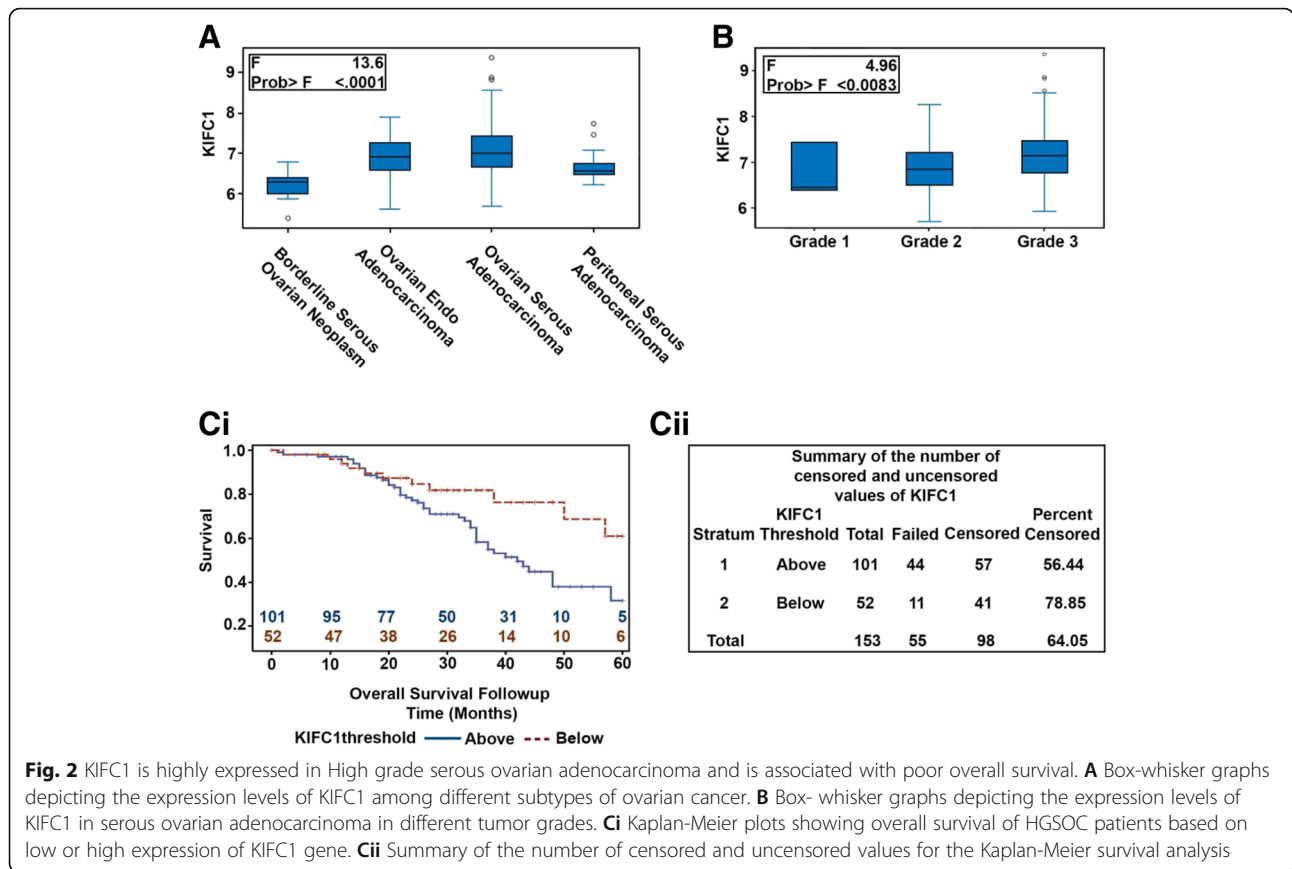 A
F 13.6
Prob> F <.0001
KIFC1
9
8
7
6
Borderline Serous
Ovarian Neoplasm
Ovarian Endo
Adenocarcinoma
Ovarian Serous
Adenocarcinoma
Peritoneal Serous
Adenocarcinoma
B
F 4.96
Prob> F <0.0083
KIFC1
9
8
7
6
Grade 1 Grade 2 Grade 3
Ci
Survival
1.0
0.8
0.6
0.4
0.2
101 95 77 50 31 10 5
52 47 38 26 14 10 6
0 10 20 30 40 50 60
Overall Survival Followup
Time (Months)
KIFC1threshold Above Below
Cii
Summary of the number of
censored and uncensored
values of KIFC1
KIFC1 Percent
Stratum Threshold Total Failed Censored Censored
1 Above 101 44 57 56.44
2 Below 52 11 41 78.85
Total 153 55 98 64.05
Fig. 2 KIFC1 is highly expressed in High grade serous ovarian adenocarcinoma and is associated with poor overall survival. A Box-whisker graphs
depicting the expression levels of KIFC1 among different subtypes of ovarian cancer. B Box- whisker graphs depicting the expression levels of
KIFC1 in serous ovarian adenocarcinoma in different tumor grades. Ci Kaplan-Meier plots showing overall survival of HGSOC patients based on
low or high expression of KIFC1 gene. Cii Summary of the number of censored and uncensored values for the Kaplan-Meier survival analysis